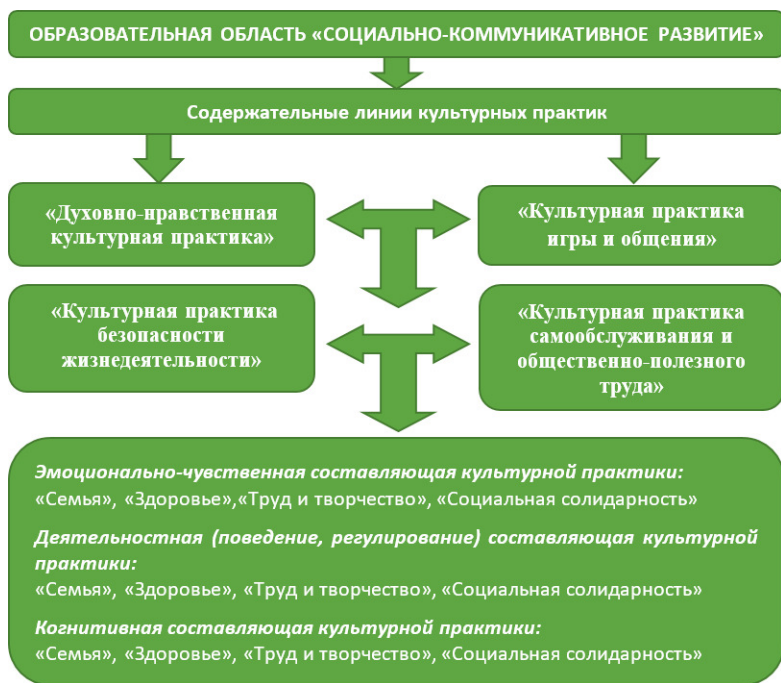 ОБРАЗОВАТЕЛЬНАЯ ОБЛАСТЬ «СОЦИАЛЬНО-КОММУНИКАТИВНОЕ РАЗВИТИЕ»
Содержательные линии культурных практик
«Духовно-нравственная
культурная практика»
«Культурная практика
игры и общения»
«Культурная практика
безопасности
жизнедеятельности»
«Культурная практика
самообслуживания и
общественно-полезного
труда»
Эмоционально-чувственная составляющая культурной практики:
«Семья», «Здоровье»,«Труд и творчество», «Социальная солидарность»
Деятельностная (поведение, регулирование) составляющая культурной
практики:
«Семья», «Здоровье», «Труд и творчество», «Социальная солидарность»
Когнитивная составляющая культурной практики:
«Семья», «Здоровье», «Труд и творчество», «Социальная солидарность»